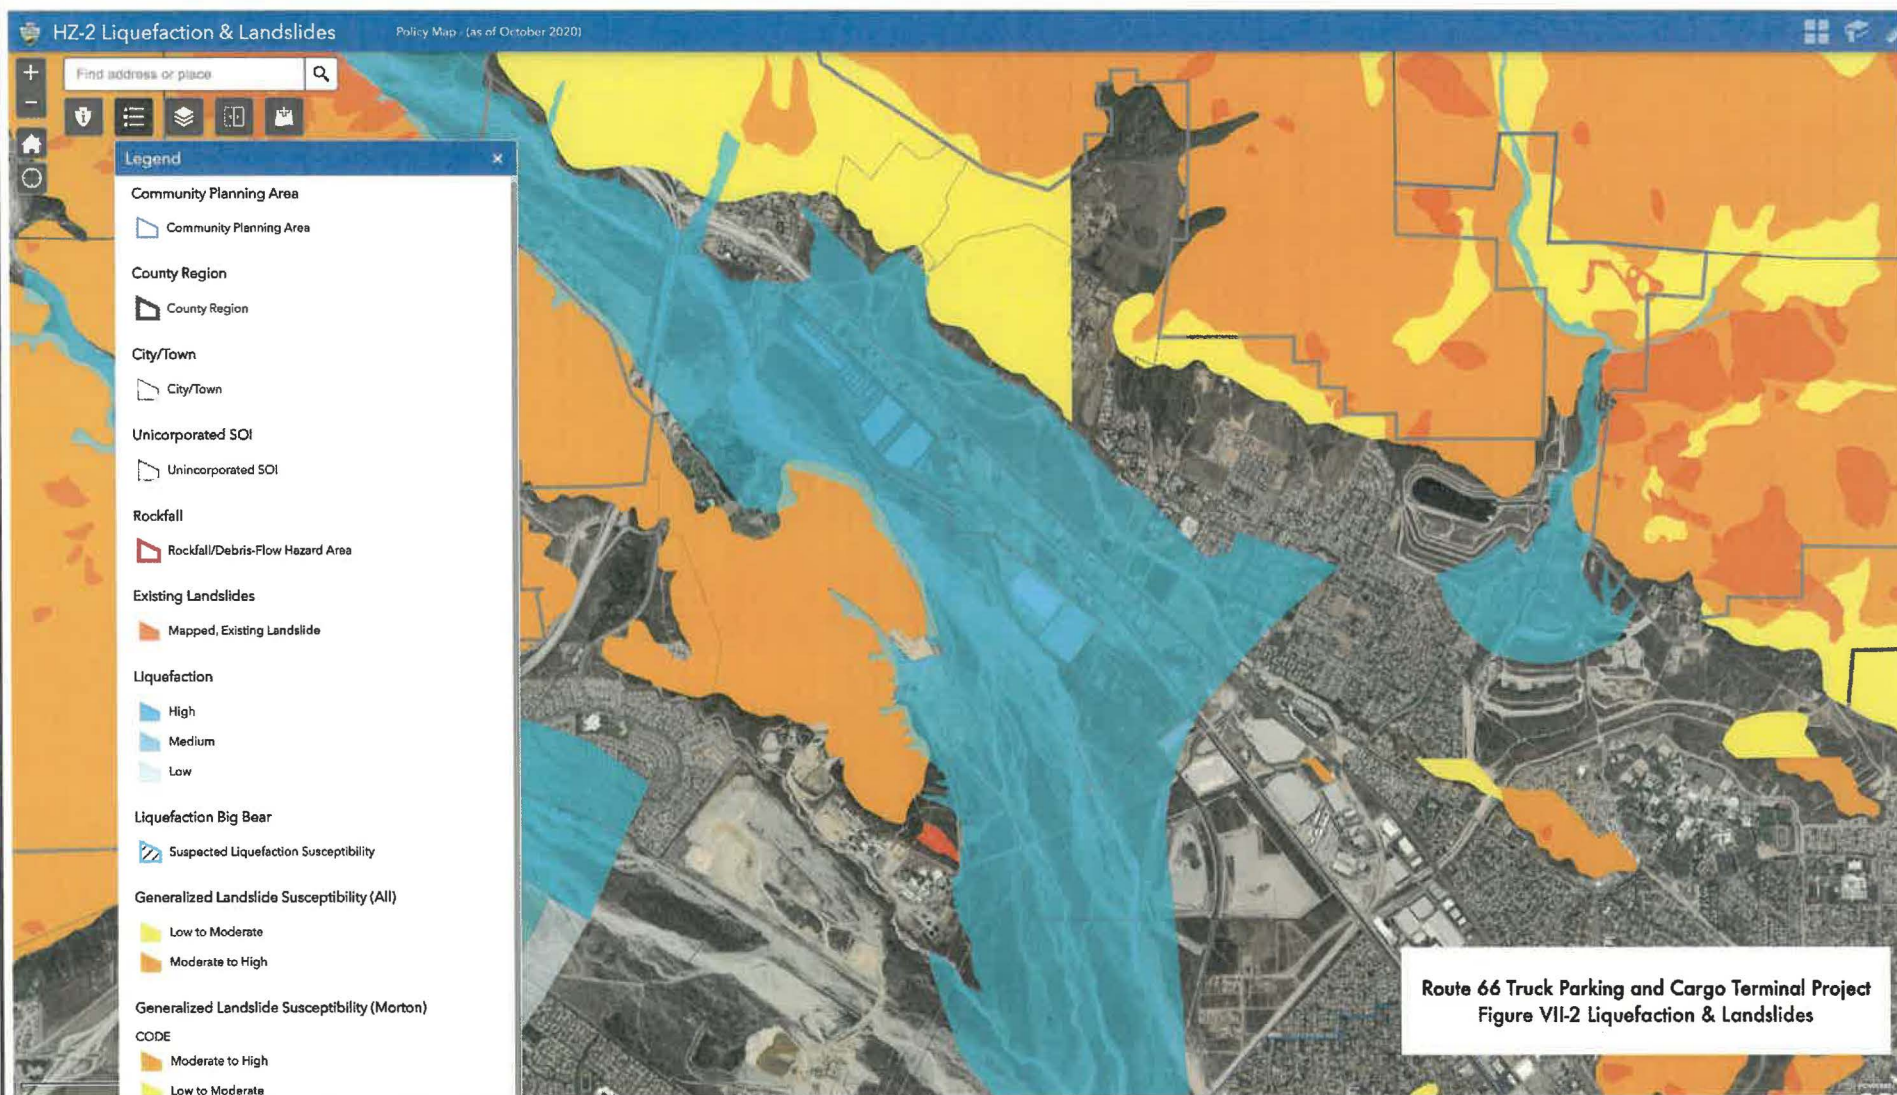 HZ-2 Liquefaction & Landslides
Policy Map - (as of October 2020)
+
Find address or place
−
Legend
×
Community Planning Area
Community Planning Area
County Region
County Region
City/Town
City/Town
Unicorporated SOI
Unincorporated SOI
Rockfall
Rockfall/Debris-Flow Hazard Area
Existing Landslides
Mapped, Existing Landslide
Liquefaction
High
Medium
Low
Liquefaction Big Bear
Suspected Liquefaction Susceptibility
Generalized Landslide Susceptibility (All)
Low to Moderate
Moderate to High
Generalized Landslide Susceptibility (Morton)
CODE
Moderate to High
Low to Moderate
Route 66 Truck Parking and Cargo Terminal Project
Figure VII-2 Liquefaction & Landslides